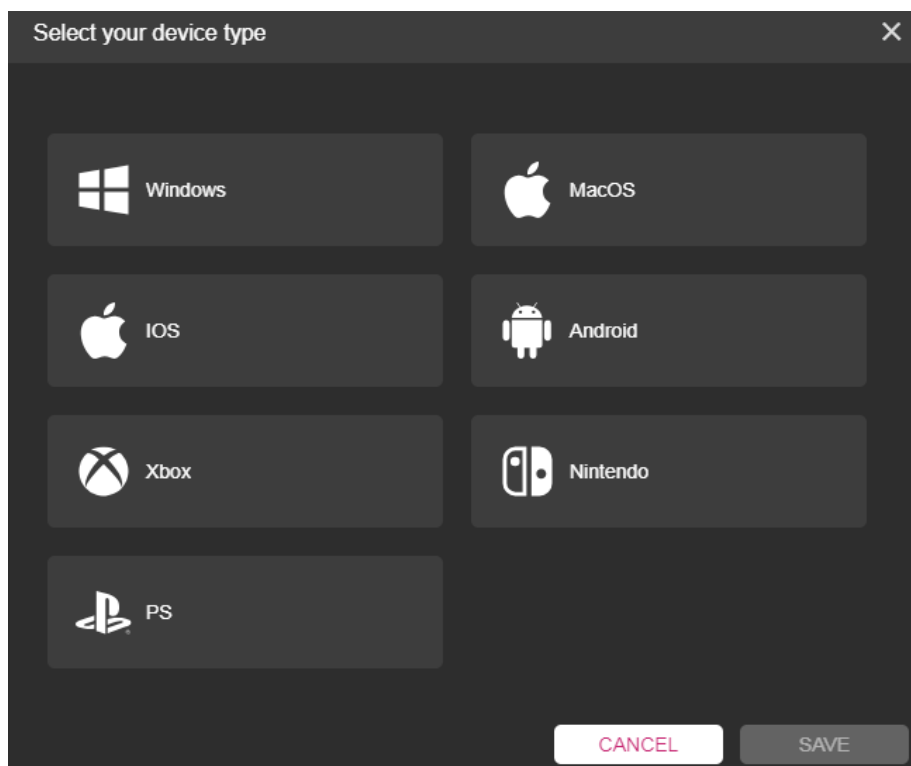 Select your device type
Windows
MacOS
IOS
Android
Xbox
Nintendo
PS
CANCEL
SAVE